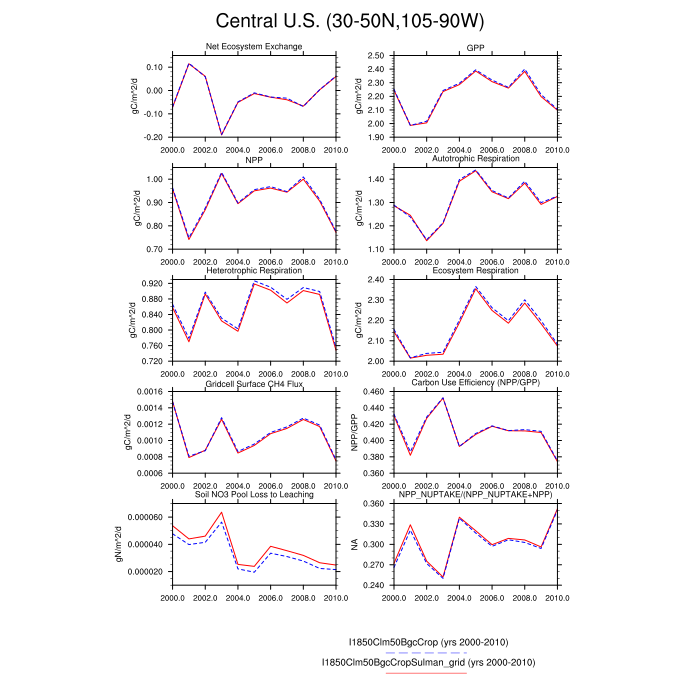 Central U.S. (30-50N,105-90W)
Net Ecosystem Exchange
GPP
gC/m^2/d
0.10
0.00
-0.10
-0.20
2000.0 2002.0 2004.0 2006.0 2008.0 2010.0
gC/m^2/d
2.50
2.40
2.30
2.20
2.10
2.00
1.90
2000.0 2002.0 2004.0 2006.0 2008.0 2010.0
NPP
Autotrophic Respiration
gC/m^2/d
1.00
0.90
0.80
0.70
2000.0 2002.0 2004.0 2006.0 2008.0 2010.0
gC/m^2/d
1.40
1.30
1.20
1.10
2000.0 2002.0 2004.0 2006.0 2008.0 2010.0
Heterotrophic Respiration
Ecosystem Respiration
gC/m^2/d
0.920
0.880
0.840
0.800
0.760
0.720
2000.0 2002.0 2004.0 2006.0 2008.0 2010.0
gC/m^2/d
2.40
2.30
2.20
2.10
2.00
2000.0 2002.0 2004.0 2006.0 2008.0 2010.0
Gridcell Surface CH4 Flux
Carbon Use Efficiency (NPP/GPP)
gC/m^2/d
0.0016
0.0014
0.0012
0.0010
0.0008
0.0006
2000.0 2002.0 2004.0 2006.0 2008.0 2010.0
NPP/GPP
0.460
0.440
0.420
0.400
0.380
0.360
2000.0 2002.0 2004.0 2006.0 2008.0 2010.0
Soil NO3 Pool Loss to Leaching
NPP_NUPTAKE/(NPP_NUPTAKE+NPP)
gN/m^2/d
0.000060
0.000040
0.000020
2000.0 2002.0 2004.0 2006.0 2008.0 2010.0
NA
0.360
0.330
0.300
0.270
0.240
2000.0 2002.0 2004.0 2006.0 2008.0 2010.0
I1850Clm50BgcCrop (yrs 2000-2010)
I1850Clm50BgcCropSulman_grid (yrs 2000-2010)